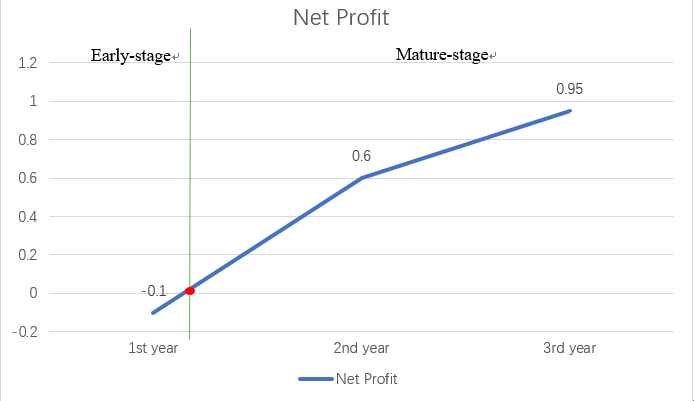 Net Profit
Early-stage↵
Mature-stage↵
1.2
1
0.8
0.6
0.4
0.2
0
-0.2
-0.1
0.6
0.95
1st year
2nd year
3rd year
Net Profit